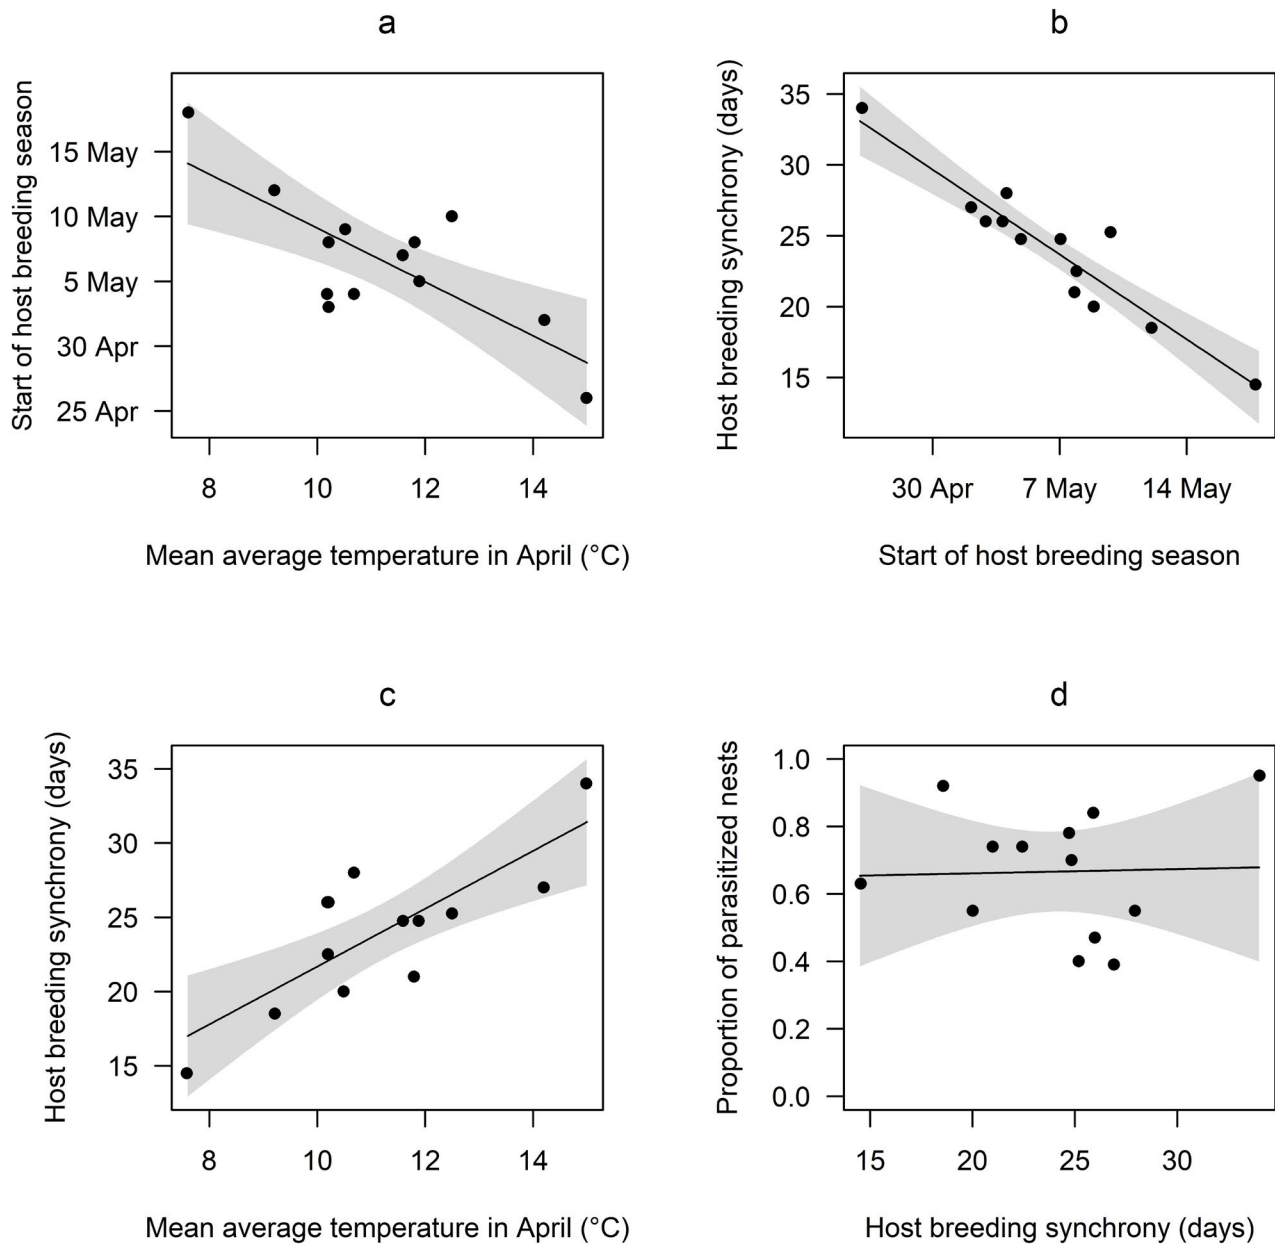 a
Start of host breeding season
15 May
10 May
5 May
30 Apr
25 Apr
8 10 12 14
Mean average temperature in April (°C)
b
Host breeding synchrony (days)
35
30
25
20
15
30 Apr 7 May 14 May
Start of host breeding season
c
Host breeding synchrony (days)
35
30
25
20
15
8 10 12 14
Mean average temperature in April (°C)
d
Proportion of parasitized nests
1.0
0.8
0.6
0.4
0.2
0.0
15 20 25 30
Host breeding synchrony (days)